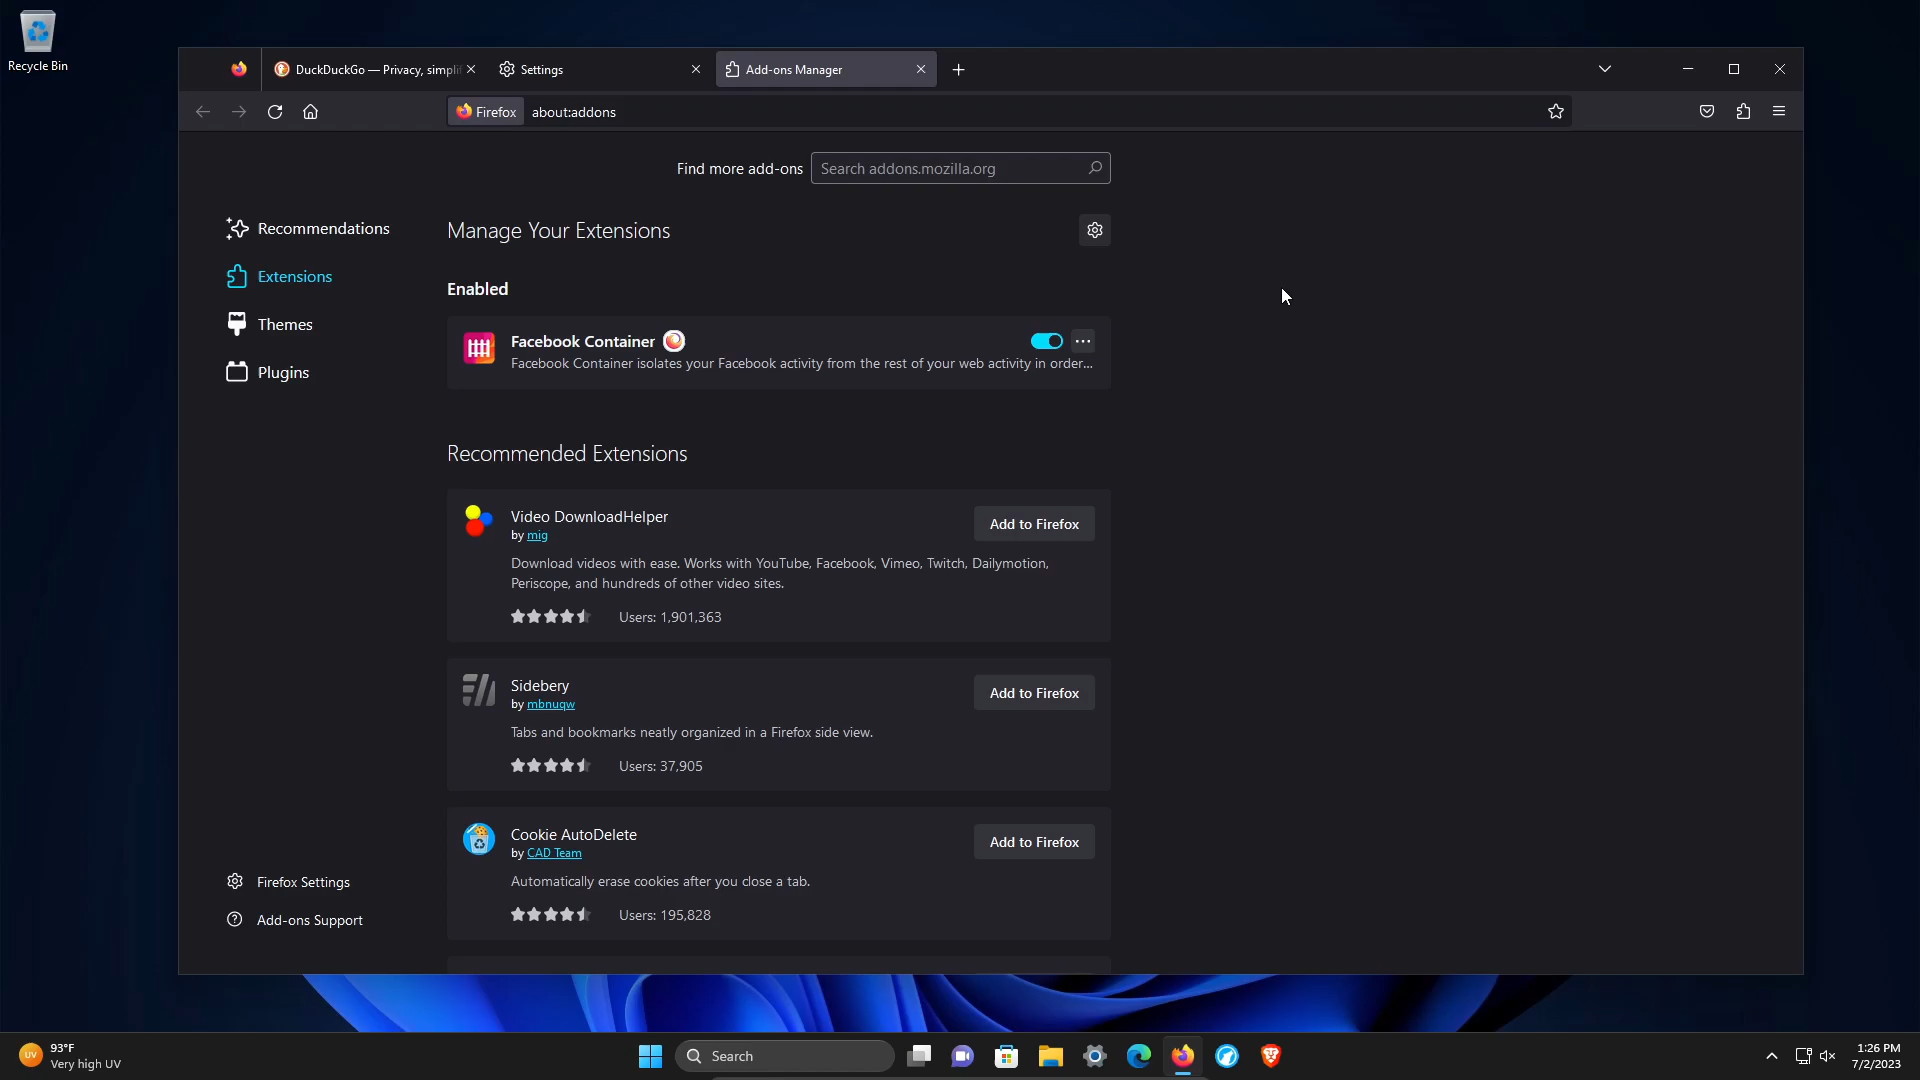 Recycle Bin
DuckDuckGo — Privacy, simplif
Settings
Add-ons Manager
Firefox
about:addons
Find more add-ons
Search addons.mozilla.org
Recommendations
Extensions
Themes
Plugins
Manage Your Extensions
Enabled
Facebook Container
Facebook Container isolates your Facebook activity from the rest of your web activity in order...
Recommended Extensions
Video DownloadHelper
by mig
Add to Firefox
Download videos with ease. Works with YouTube, Facebook, Vimeo, Twitch, Dailymotion,
Periscope, and hundreds of other video sites.
Users: 1,901,363
Sidebery
by mbnuqw
Add to Firefox
Tabs and bookmarks neatly organized in a Firefox side view.
Users: 37,905
Cookie AutoDelete
by CAD Team
Add to Firefox
Automatically erase cookies after you close a tab.
Users: 195,828
Firefox Settings
Add-ons Support
UV
93°F
Very high UV
Search
1:26 PM
7/2/2023